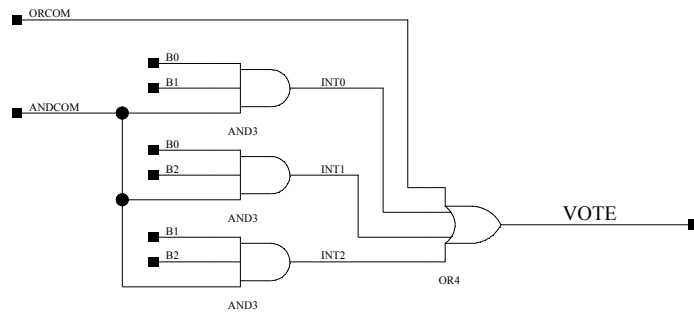 ORCOM
B0
B1
INT0
ANDCOM
AND3
B0
B2
INT1
AND3
VOTE
B1
B2
INT2
OR4
AND3